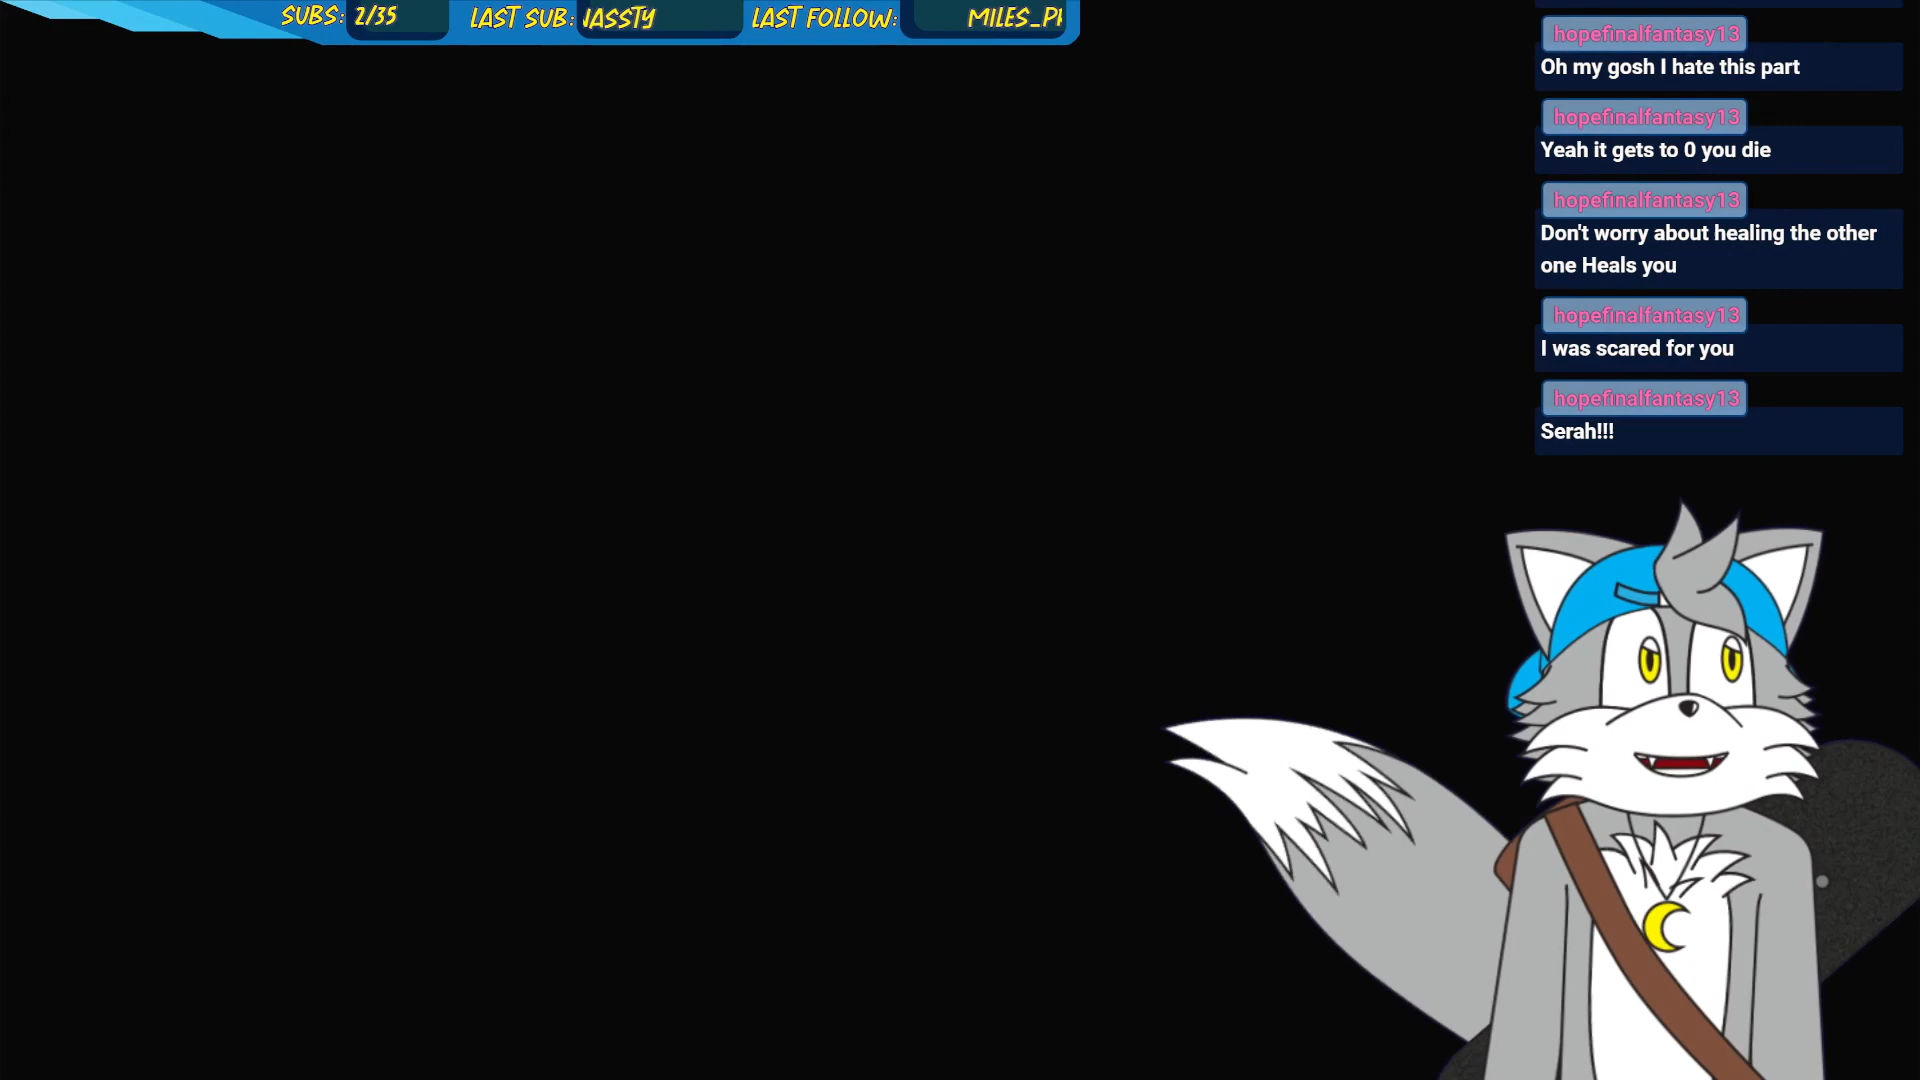 SUBS: 2/35
LAST SUB:
LAST FOLLOW: MILES_
hopefinalfantasy13
Oh my gosh I hate this part
hopefinalfantasy13
Yeah it gets to 0 you die
hopefinalfantasy13
Don't worry about healing the other
one Heals you
hopefinalfantasy13
I was scared for you
hopefinalfantasy13
Serah!!!